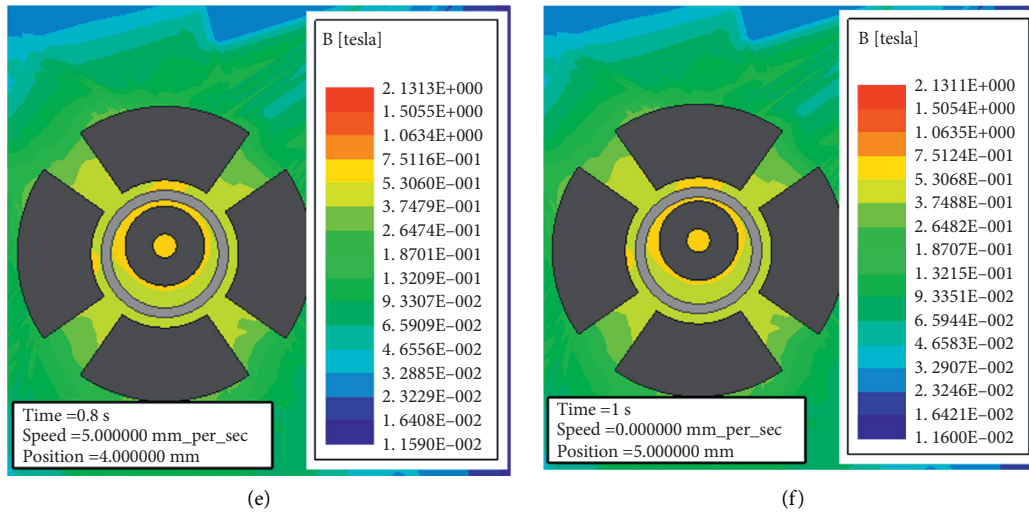 B [tesla]
2. 1313E+000
1. 5055E+000
1. 0634E+000
7. 5116E–001
5. 3060E–001
3. 7479E–001
2. 6474E–001
1. 8701E–001
1. 3209E–001
9. 3307E–002
6. 5909E–002
4. 6556E–002
3. 2885E–002
2. 3229E–002
1. 6408E–002
1. 1590E–002
Time =0.8 s
Speed =5.000000 mm_per_sec
Position =4.000000 mm
(e)
B [tesla]
2. 1311E+000
1. 5054E+000
1. 0635E+000
7. 5124E–001
5. 3068E–001
3. 7488E–001
2. 6482E–001
1. 8707E–001
1. 3215E–001
9. 3351E–002
6. 5944E–002
4. 6583E–002
3. 2907E–002
2. 3246E–002
1. 6421E–002
1. 1600E–002
Time =1 s
Speed =0.000000 mm_per_sec
Position =5.000000 mm
(f)